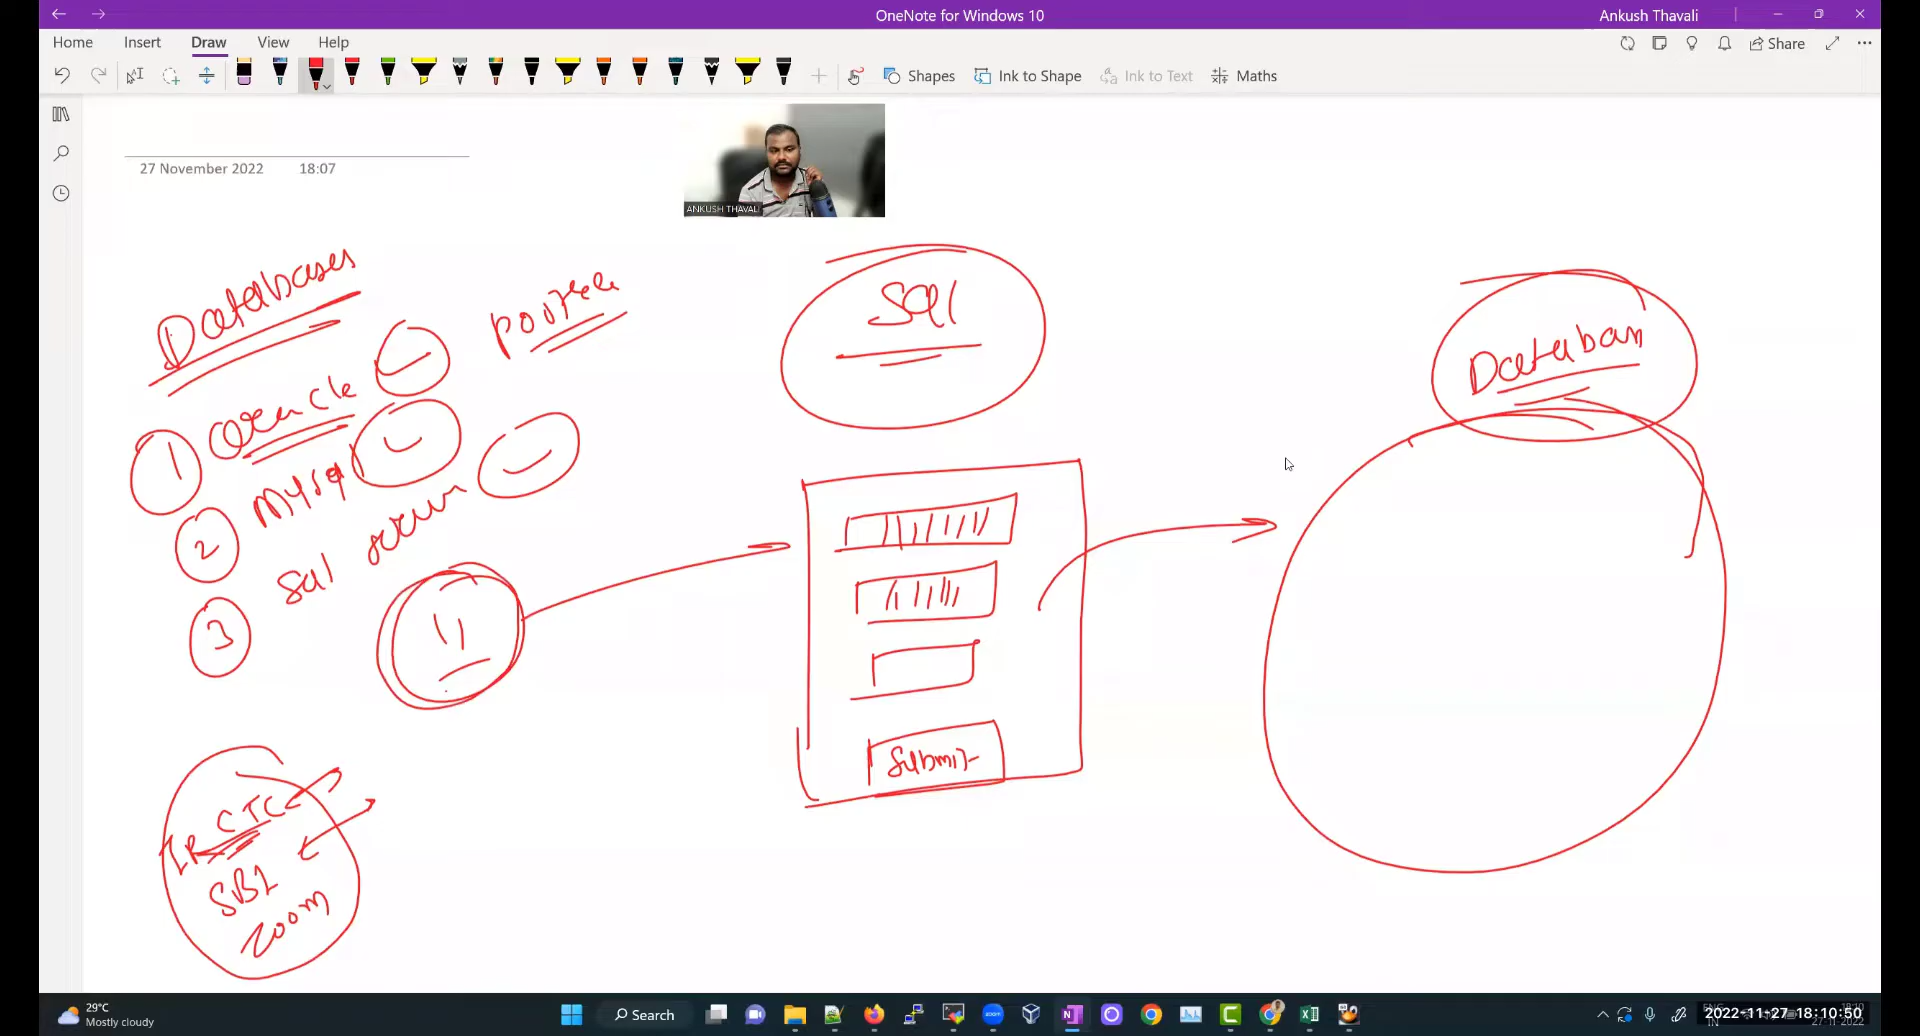 OneNote for Windows 10
Ankush Thavali
Home Insert Draw View Help
Share
Shapes Ink to Shape Ink to Text Maths
27 November 2022 18:07
ANKUSH THAVALI
Databases
postgre
1 oracle
2 Mysql
3 Sql server
Sql
Submit
Database
IRCTC
SBI
Zoom
29°C
Mostly cloudy
Search
2022-11-27 18:10:50